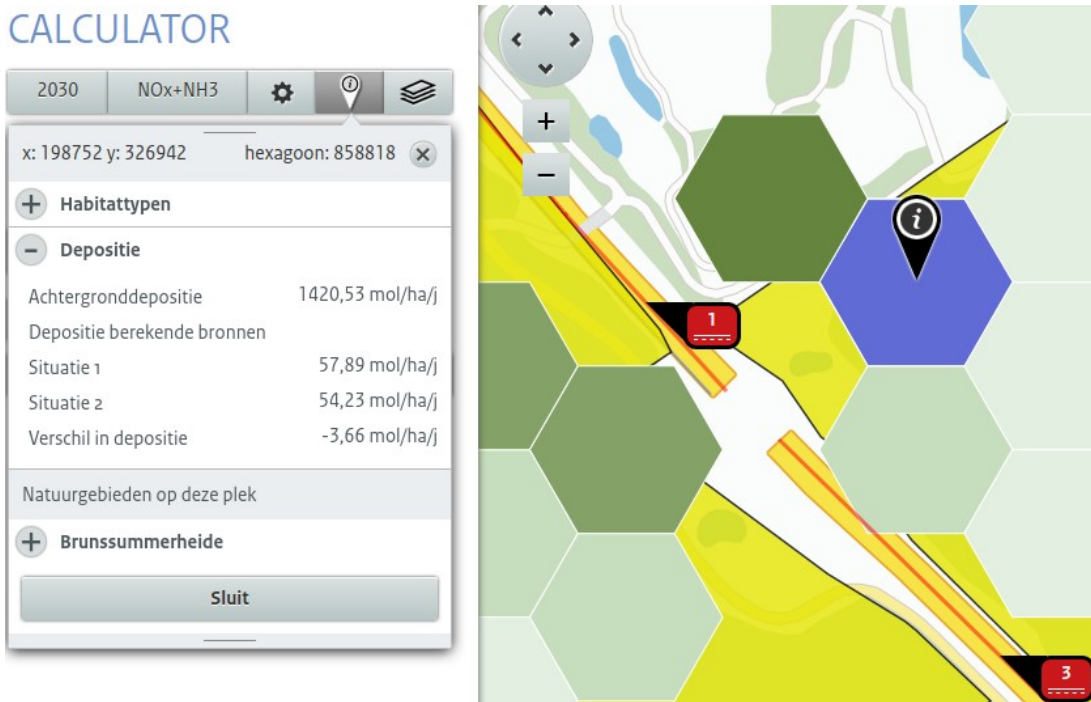 CALCULATOR
2030 NOx+NH3
x: 198752 y: 326942 hexagoon: 858818
Habitattypen
Depositie
Achtergronddepositie 1420,53 mol/ha/j
Depositie berekende bronnen
Situatie 1 57,89 mol/ha/j
Situatie 2 54,23 mol/ha/j
Verschil in depositie -3,66 mol/ha/j
Natuurgebieden op deze plek
Brunssummerheide
Sluit
1
3